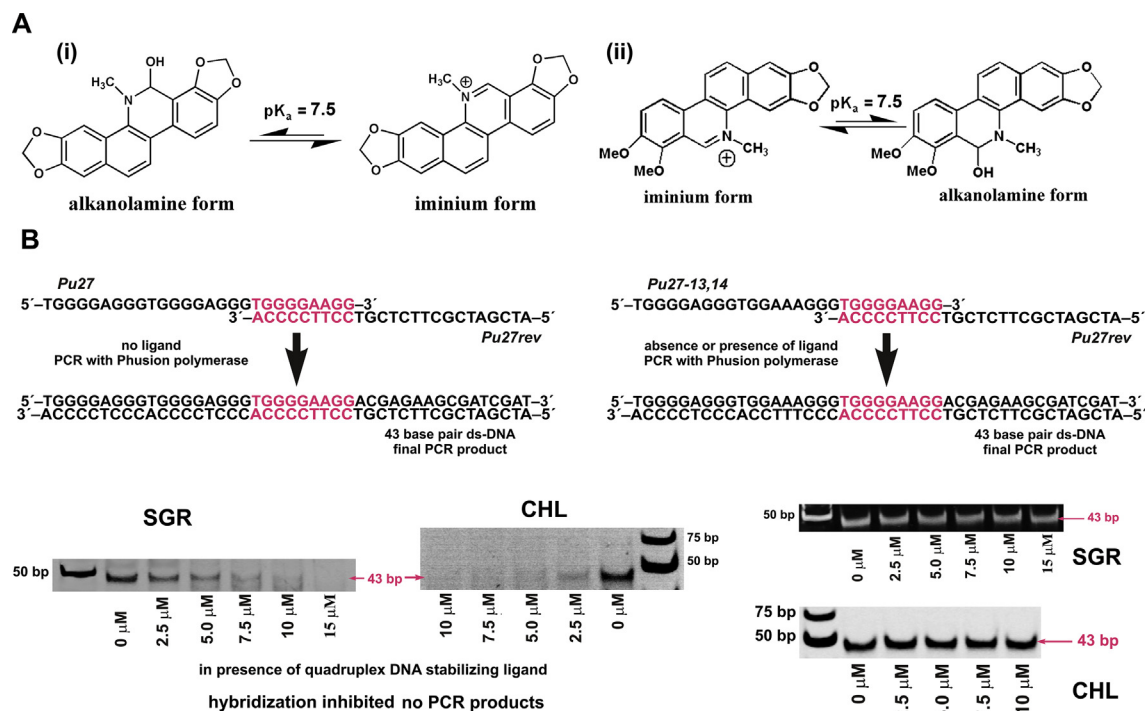 A
(i)
OH
H₃C
N
O
O
O
O
pKₐ = 7.5
H₃C
N
+
O
O
O
O
alkanolamine form
iminium form
(ii)
O
O
N
CH₃
+
MeO
MeO
pKₐ = 7.5
O
O
N
CH₃
MeO
MeO
OH
iminium form
alkanolamine form
B
Pu27
5´–TGGGGAGGGTGGGGAGGGTGGGGAAGG–3´
3´–ACCCCTTCCTGCTCTTCGCTAGCTA–5´
Pu27rev
no ligand
PCR with Phusion polymerase
5´–TGGGGAGGGTGGGGAGGGTGGGGAAGGACGAGAAGCGATCGAT–3´
3´–ACCCCTCCCACCCCTCCCACCCCTTCCTGCTCTTCGCTAGCTA–5´
43 base pair ds-DNA
final PCR product
Pu27-13,14
5´–TGGGGAGGGTGGAAAGGGTGGGGAAGG–3´
3´–ACCCCTTCCTGCTCTTCGCTAGCTA–5´
Pu27rev
absence or presence of ligand
PCR with Phusion polymerase
5´–TGGGGAGGGTGGAAAGGGTGGGGAAGGACGAGAAGCGATCGAT–3´
3´–ACCCCTCCCACCTTTCCCACCCCTTCCTGCTCTTCGCTAGCTA–5´
43 base pair ds-DNA
final PCR product
SGR
50 bp
0 µM
2.5 µM
5.0 µM
7.5 µM
10 µM
15 µM
43 bp
CHL
75 bp
50 bp
10 µM
7.5 µM
5.0 µM
2.5 µM
0 µM
in presence of quadruplex DNA stabilizing ligand
hybridization inhibited no PCR products
50 bp
43 bp
0 µM
2.5 µM
5.0 µM
7.5 µM
10 µM
15 µM
SGR
75 bp
50 bp
43 bp
0 µM
.5 µM
.0 µM
.5 µM
10 µM
CHL